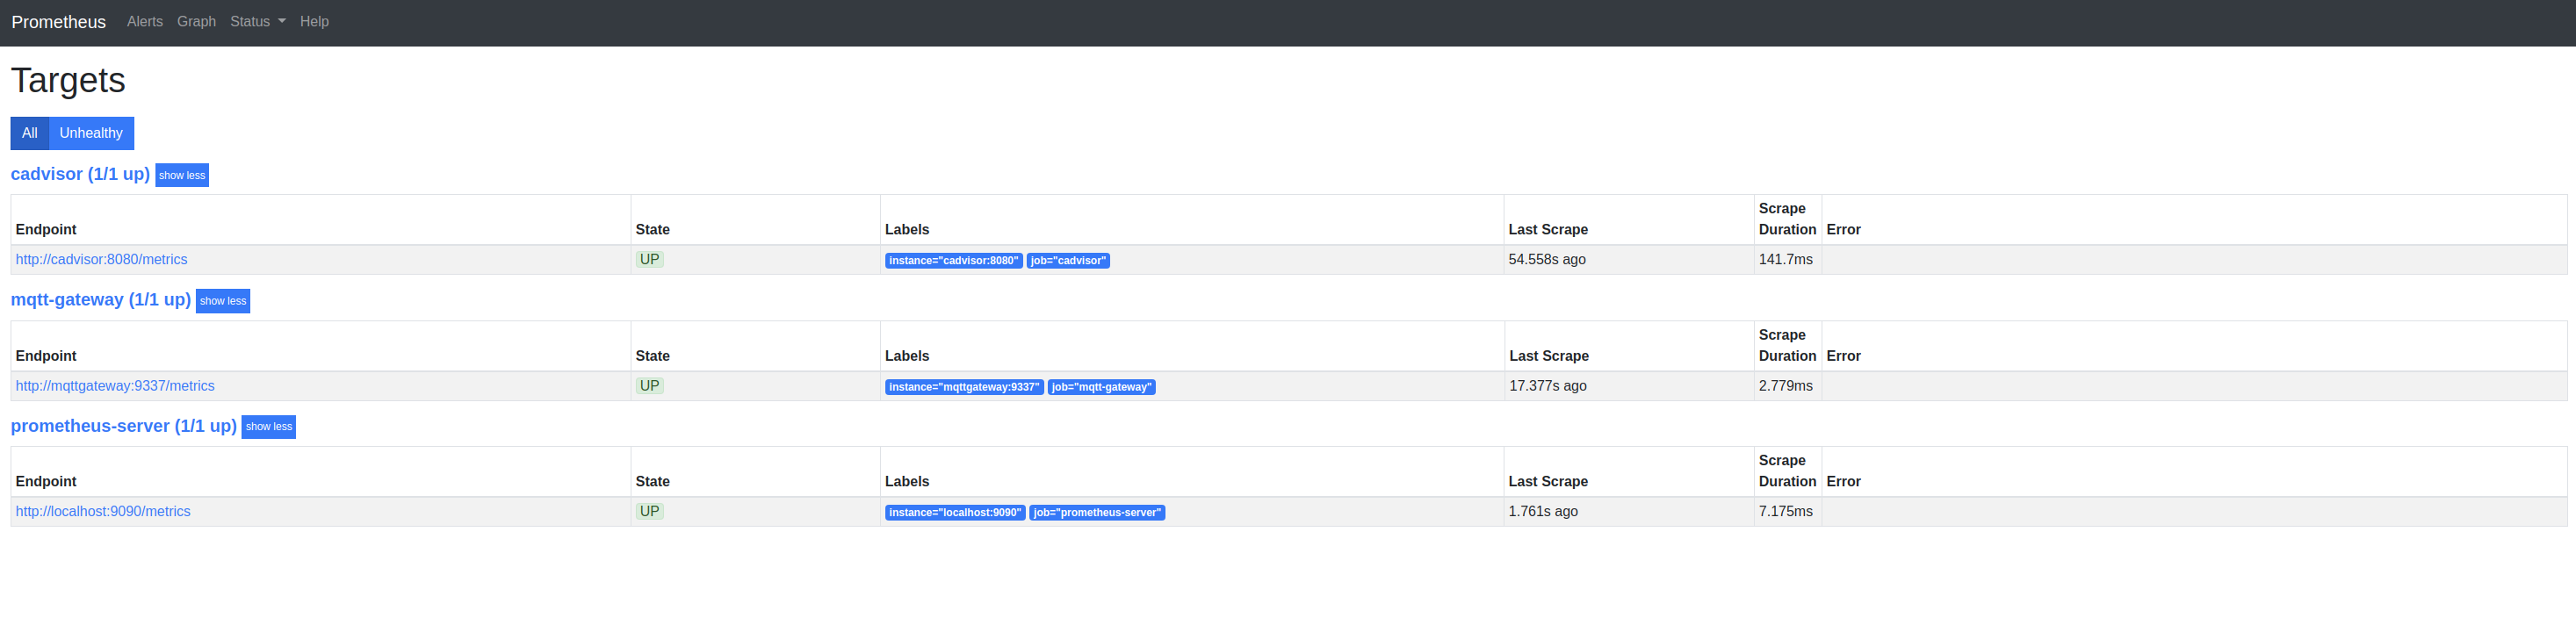 Prometheus Alerts Graph Status Help
Targets
All Unhealthy
cadvisor (1/1 up) show less
Endpoint State Labels Last Scrape Scrape Duration Error
http://cadvisor:8080/metrics UP instance="cadvisor:8080" job="cadvisor" 54.558s ago 141.7ms
mqtt-gateway (1/1 up) show less
Endpoint State Labels Last Scrape Scrape Duration Error
http://mqttgateway:9337/metrics UP instance="mqttgateway:9337" job="mqtt-gateway" 17.377s ago 2.779ms
prometheus-server (1/1 up) show less
Endpoint State Labels Last Scrape Scrape Duration Error
http://localhost:9090/metrics UP instance="localhost:9090" job="prometheus-server" 1.761s ago 7.175ms